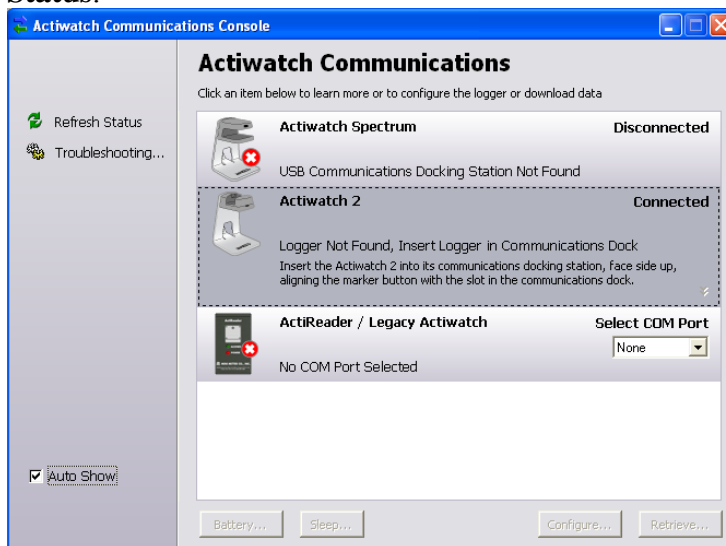 Status.
Actiwatch Communications Console
Actiwatch Communications
Click an item below to learn more or to configure the logger or download data
Refresh Status
Troubleshooting...
Actiwatch Spectrum
Disconnected
USB Communications Docking Station Not Found
Actiwatch 2
Connected
Logger Not Found, Insert Logger in Communications Dock
Insert the Actiwatch 2 into its communications docking station, face side up,
aligning the marker button with the slot in the communications dock.
ActiReader / Legacy Actiwatch
Select COM Port
None
No COM Port Selected
Auto Show
Battery...
Sleep...
Configure...
Retrieve...